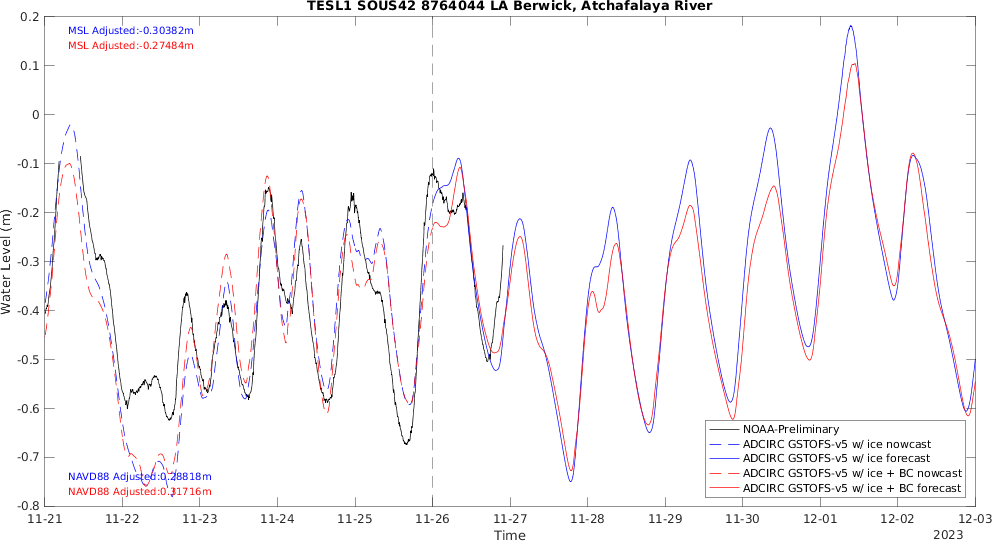 TESL1 SOUS42 8764044 LA Berwick, Atchafalaya River
MSL Adjusted:-0.30382m
MSL Adjusted:-0.27484m
Water Level (m)
0.2
0.1
0
-0.1
-0.2
-0.3
-0.4
-0.5
-0.6
-0.7
-0.8
NAVD88 Adjusted:0.28818m
NAVD88 Adjusted:0.31716m
NOAA-Preliminary
ADCIRC GSTOFS-v5 w/ ice nowcast
ADCIRC GSTOFS-v5 w/ ice forecast
ADCIRC GSTOFS-v5 w/ ice + BC nowcast
ADCIRC GSTOFS-v5 w/ ice + BC forecast
11-21 11-22 11-23 11-24 11-25 11-26 11-27 11-28 11-29 11-30 12-01 12-02 12-03
Time
2023